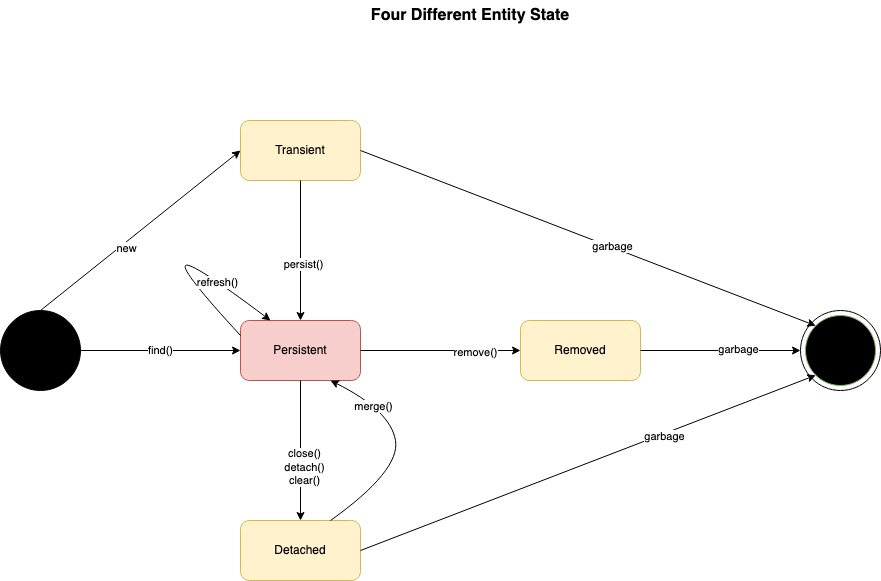 Four Different Entity State
Transient
new
garbage
persist()
refresh()
find()
Persistent
remove()
Removed
garbage
merge()
close()
detach()
clear()
garbage
Detached